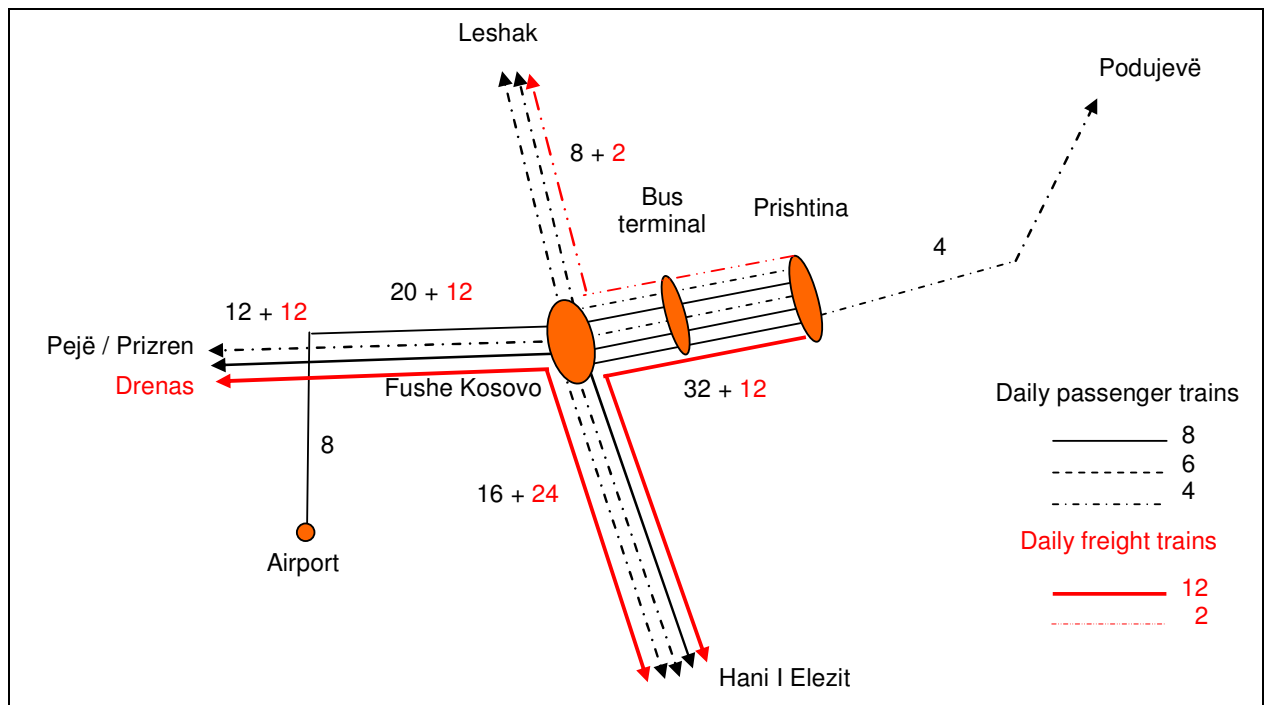 Leshak
Podujevë
8 + 2
Bus
terminal
Prishtina
4
20 + 12
12 + 12
Pejë / Prizren
Drenas
Fushe Kosovo
32 + 12
8
16 + 24
Airport
Hani I Elezit
Daily passenger trains
8
6
4
Daily freight trains
12
2